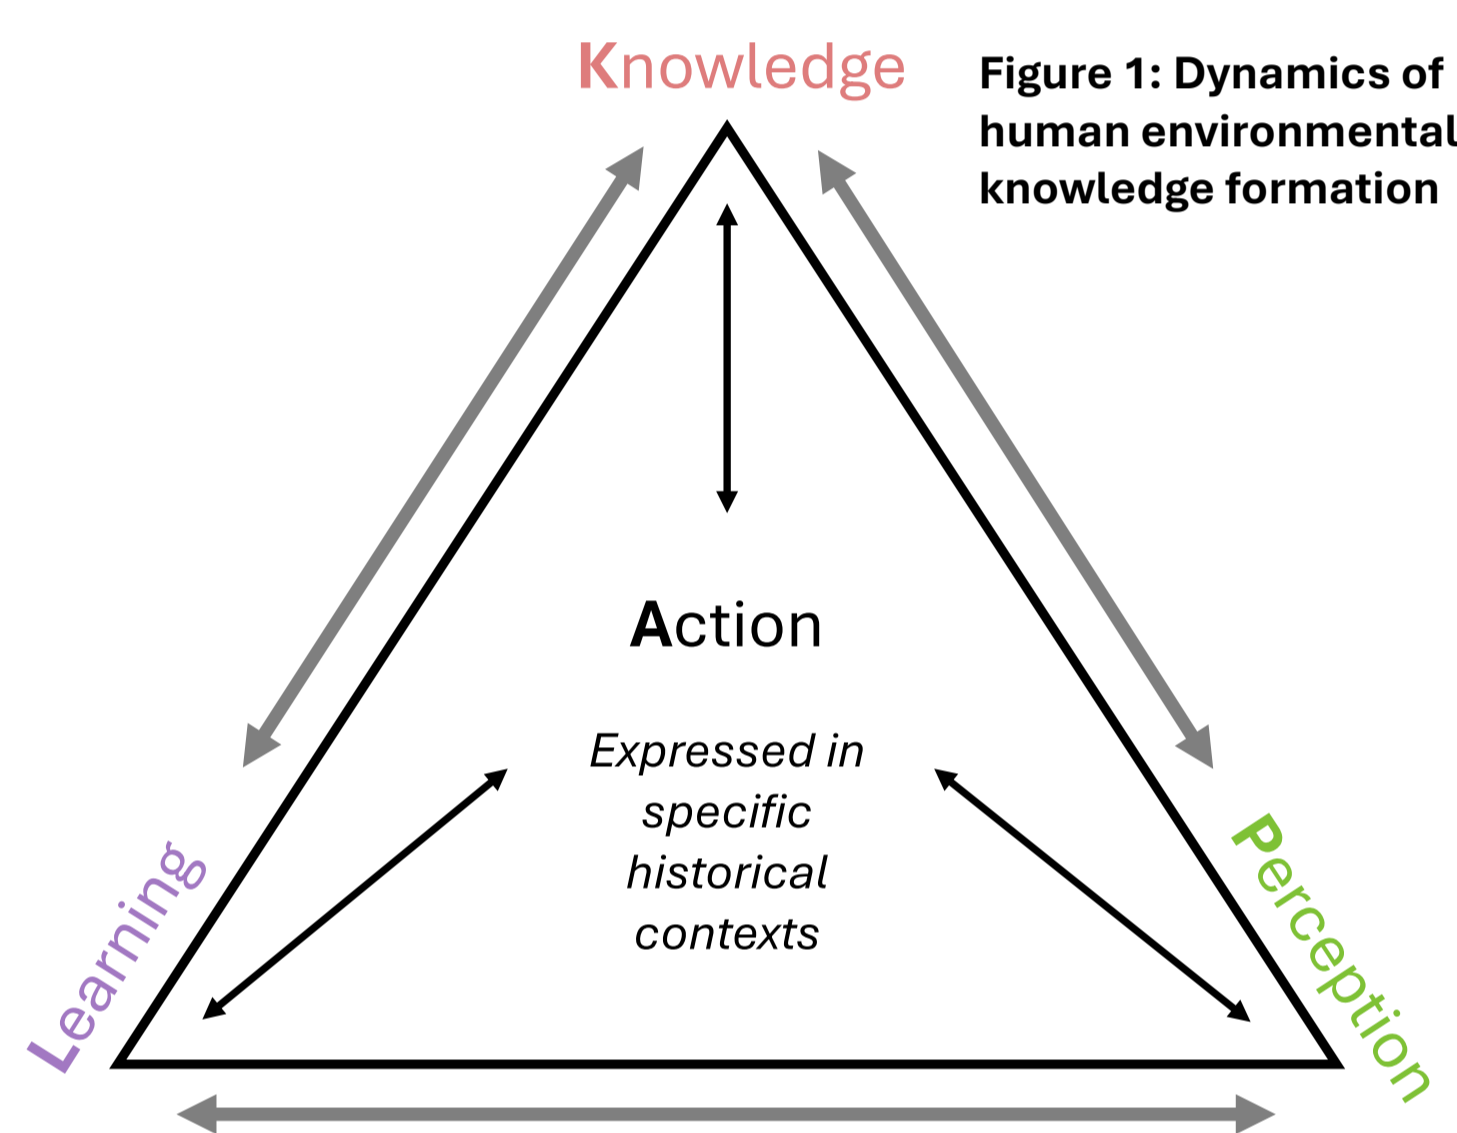 Knowledge
Figure 1: Dynamics of
human environmental
knowledge formation
Action
Expressed in
specific
historical
contexts
Learning
Perception